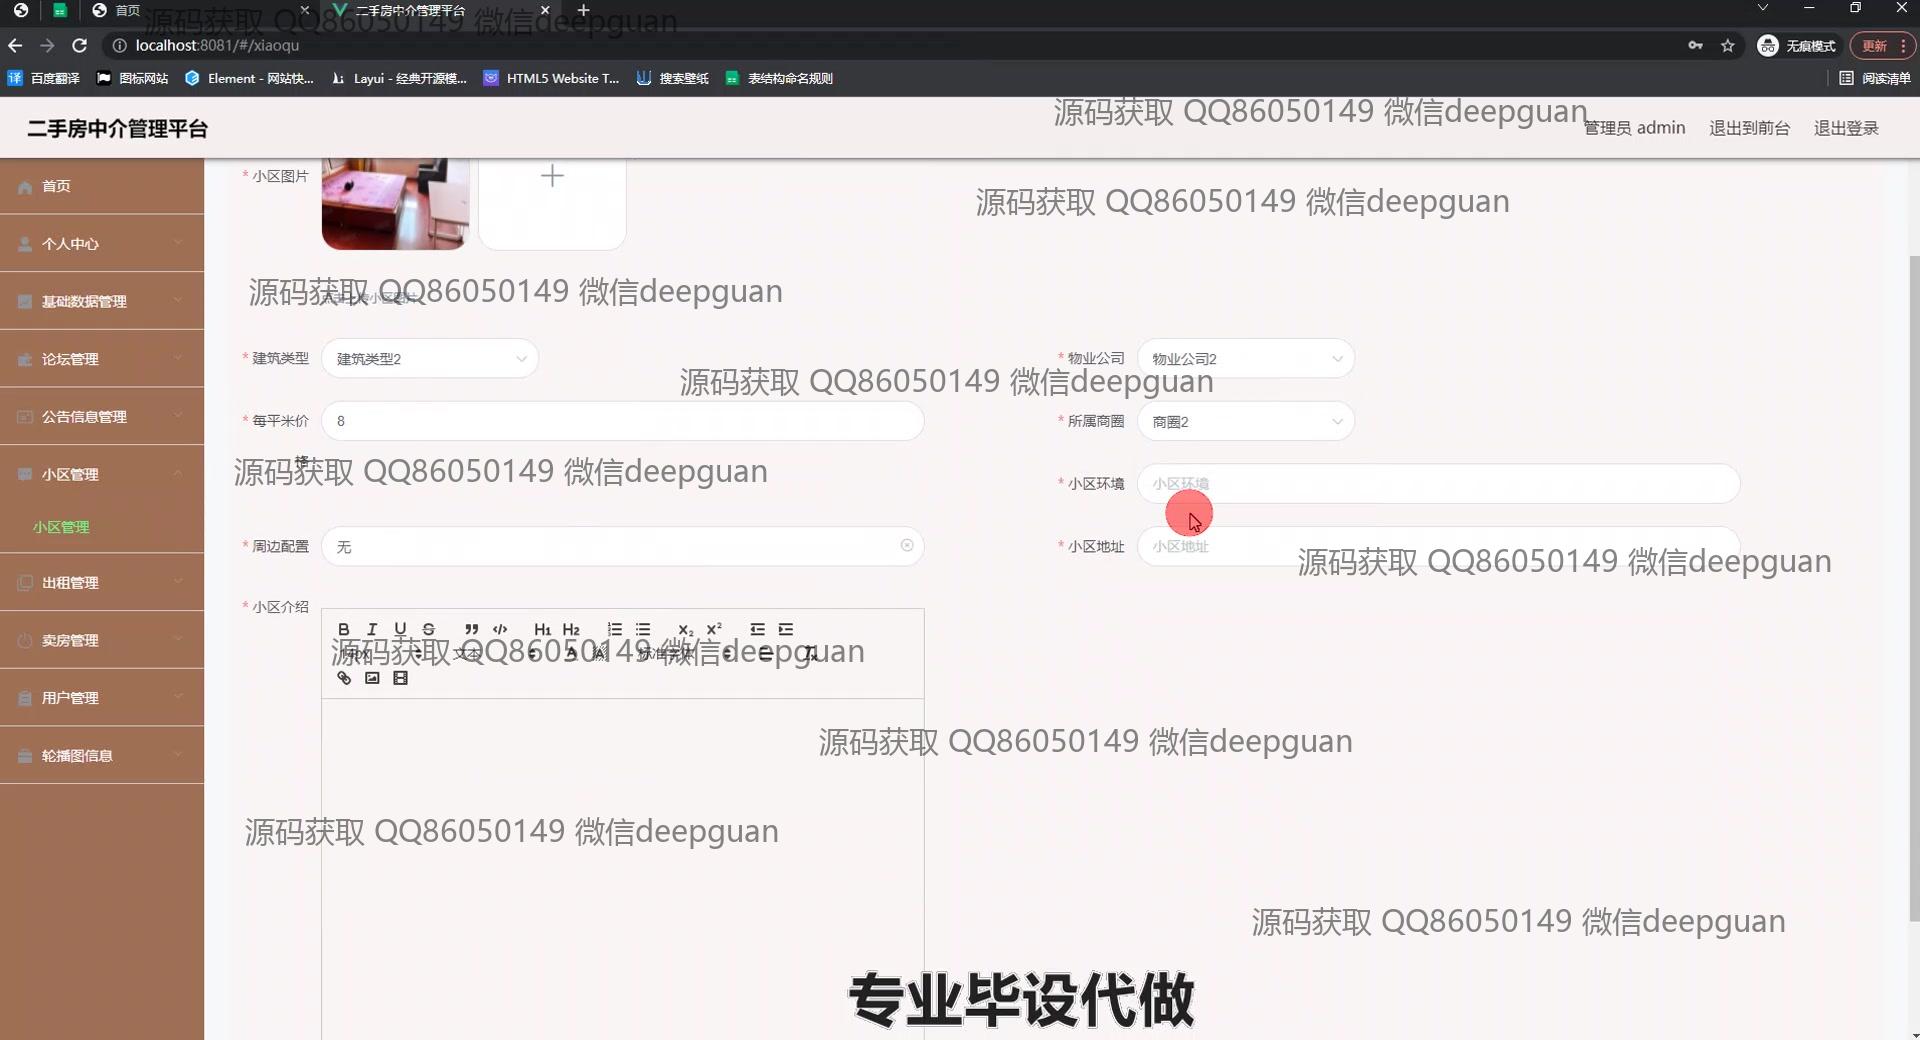 首页
二手房中介管理平台
源码获取 QQ86050149 微信deepguan
localhost:8081/#/xiaoqu
无痕模式
更新
百度翻译
图标网站
Element - 网站快...
Layui - 经典开源模...
HTML5 Website T...
搜索壁纸
表结构命名规则
阅读清单
二手房中介管理平台
源码获取 QQ86050149 微信deepguan
管理员 admin
退出到前台
退出登录
首页
个人中心
基础数据管理
论坛管理
公告信息管理
小区管理
小区管理
出租管理
卖房管理
用户管理
轮播图信息
* 小区图片
源码获取 QQ86050149 微信deepguan
点击上传小区图片
源码获取 QQ86050149 微信deepguan
* 建筑类型
建筑类型2
* 物业公司
物业公司2
源码获取 QQ86050149 微信deepguan
* 每平米价格
8
* 所属商圈
商圈2
源码获取 QQ86050149 微信deepguan
* 小区环境
小区环境
* 周边配置
无
* 小区地址
小区地址
源码获取 QQ86050149 微信deepguan
* 小区介绍
B I U S H1 H2 X2 X2
文本
标准字体
源码获取 QQ86050149 微信deepguan
源码获取 QQ86050149 微信deepguan
源码获取 QQ86050149 微信deepguan
源码获取 QQ86050149 微信deepguan
专业毕设代做